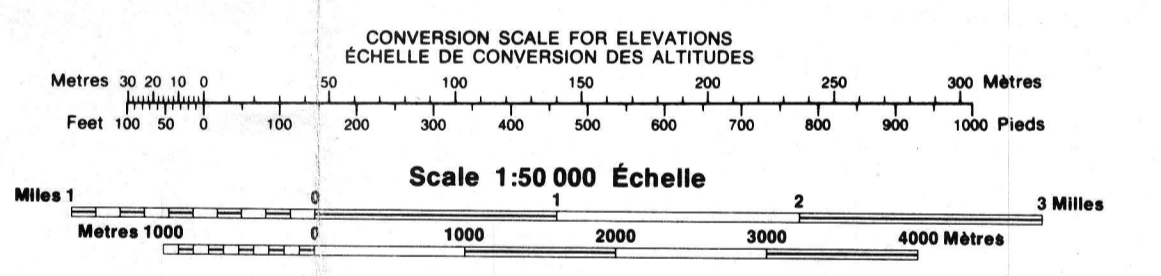 CONVERSION SCALE FOR ELEVATIONS
ÉCHELLE DE CONVERSION DES ALTITUDES
Metres 30 20 10 0 50 100 150 200 250 300 Mètres
Feet 100 50 0 100 200 300 400 500 600 700 800 900 1000 Pieds
Scale 1:50 000 Échelle
Miles 1 0 1 2 3 Milles
Metres 1000 0 1000 2000 3000 4000 Mètres